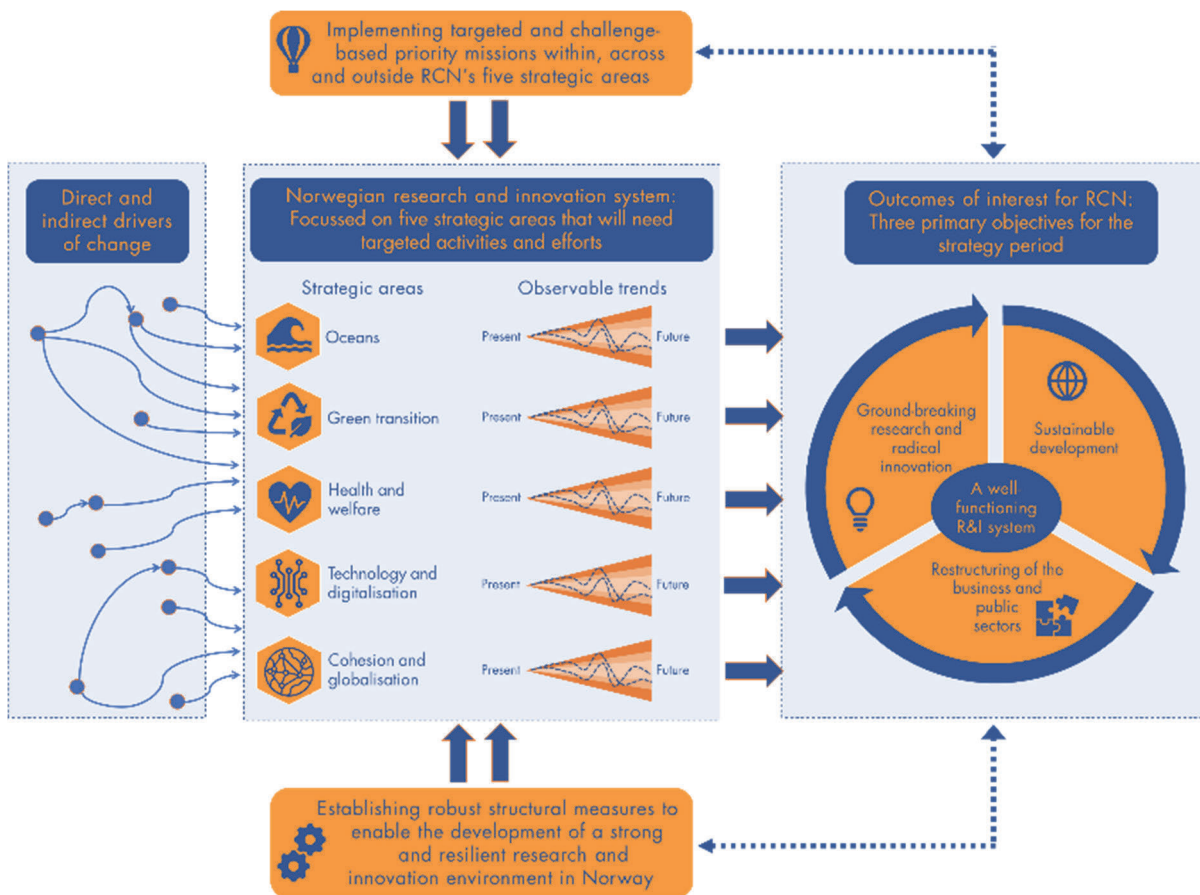 Implementing targeted and challenge-
based priority missions within, across
and outside RCN's five strategic areas
Direct and
indirect drivers
of change
Norwegian research and innovation system:
Focussed on five strategic areas that will need
targeted activities and efforts
Strategic areas
Observable trends
Oceans
Present
Future
Green transition
Present
Future
Health and
welfare
Present
Future
Technology and
digitalisation
Present
Future
Cohesion and
globalisation
Present
Future
Outcomes of interest for RCN:
Three primary objectives for the
strategy period
Ground-breaking
research and
radical
innovation
Sustainable
development
A well-
functioning
R&I system
Restructuring of the
business and
public
sectors
Establishing robust structural measures to
enable the development of a strong
and resilient research and
innovation environment in Norway